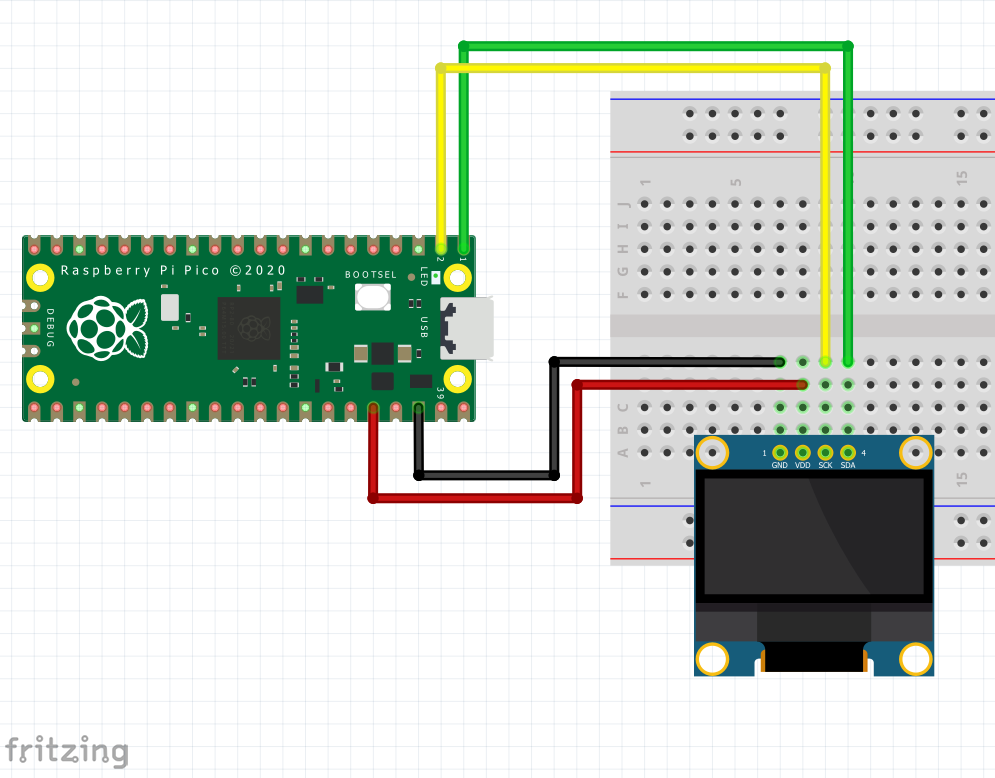 1
5
15
J
I
H
G
F
2
1
Raspberry Pi Pico ©2020
BOOTSEL
LED
DEBUG
USB
39
C
B
A
1
15
1
4
GND VDD SCK SDA
fritzing